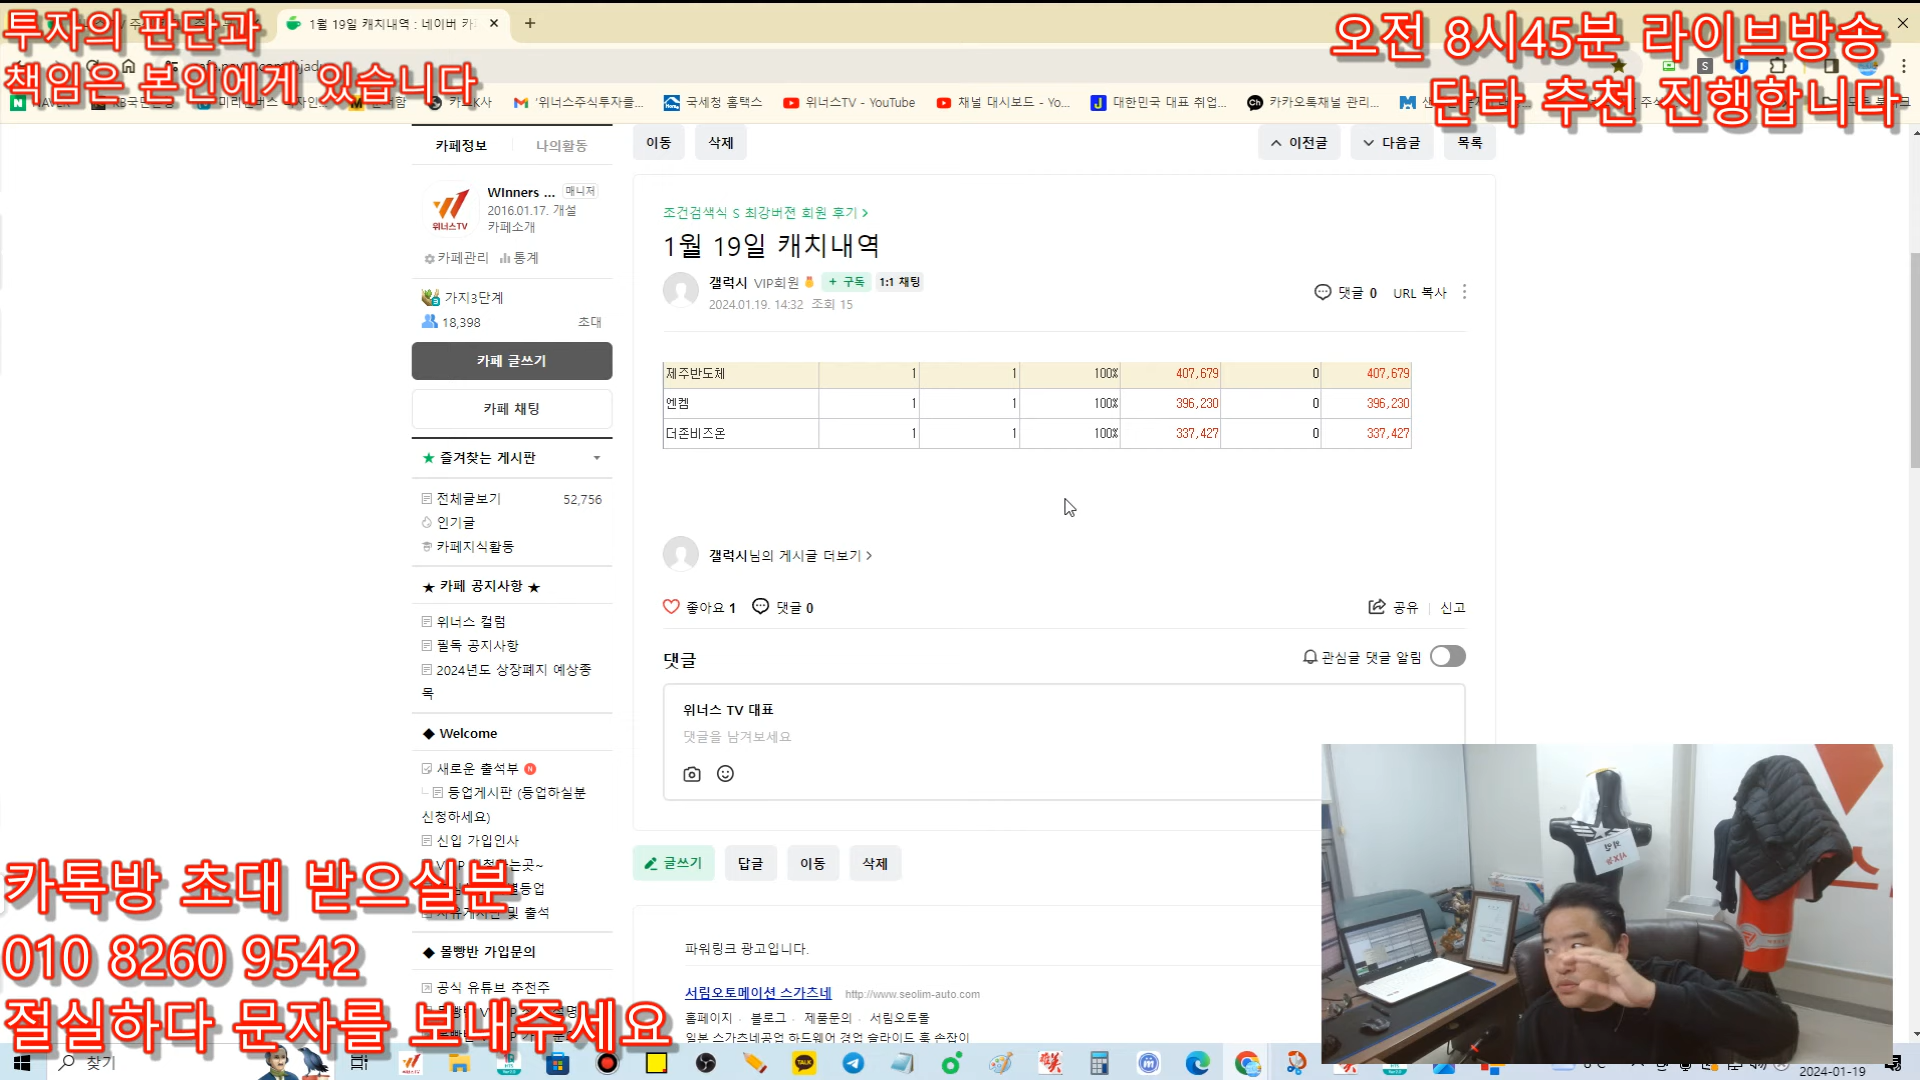 투자의 판단과
책임은 본인에게 있습니다
오전 8시45분 라이브방송
단타 추천 진행합니다
1월 19일 캐치내역 : 네이버 카
국세청 홈택스
위너스TV - YouTube
채널 대시보드 - Yo...
대한민국 대표 취업...
카카오톡채널 관리...
카페정보
나의활동
이동
삭제
이전글
다음글
목록
WInners ...
매니저
2016.01.17. 개설
카페소개
위너스TV
카페관리
통계
가지3단계
18,398
초대
카페 글쓰기
카페 채팅
★ 즐겨찾는 게시판
전체글보기 52,756
인기글
카페지식활동
★ 카페 공지사항 ★
위너스 컬럼
필독 공지사항
2024년도 상장폐지 예상종
목
◆ Welcome
새로운 출석부 N
등업게시판 (등업하실분
신청하세요)
신입 가입인사
◆ 몰빵반 가입문의
공식 유튜브 추천주
조건검색식 S 최강버젼 회원 후기 >
1월 19일 캐치내역
갤럭시 VIP회원 + 구독 1:1 채팅
2024.01.19. 14:32 조회 15
댓글 0 URL 복사
제주반도체 1 1 100% 407,679 0 407,679
엔켐 1 1 100% 396,230 0 396,230
더존비즈온 1 1 100% 337,427 0 337,427
갤럭시님의 게시글 더보기 >
좋아요 1 댓글 0
공유 신고
댓글
관심글 댓글 알림
위너스 TV 대표
댓글을 남겨보세요
글쓰기
답글
이동
삭제
파워링크 광고입니다.
서림오토메이션 스가츠네 http://www.seolim-auto.com
홈페이지 · 블로그 · 제품문의 · 서림오토몰
일본 스가츠네공업 하드웨어 경업 슬라이드 홈 손잡이
카톡방 초대 받으실분
010 8260 9542
절실하다 문자를 보내주세요
찾기
2024-01-19